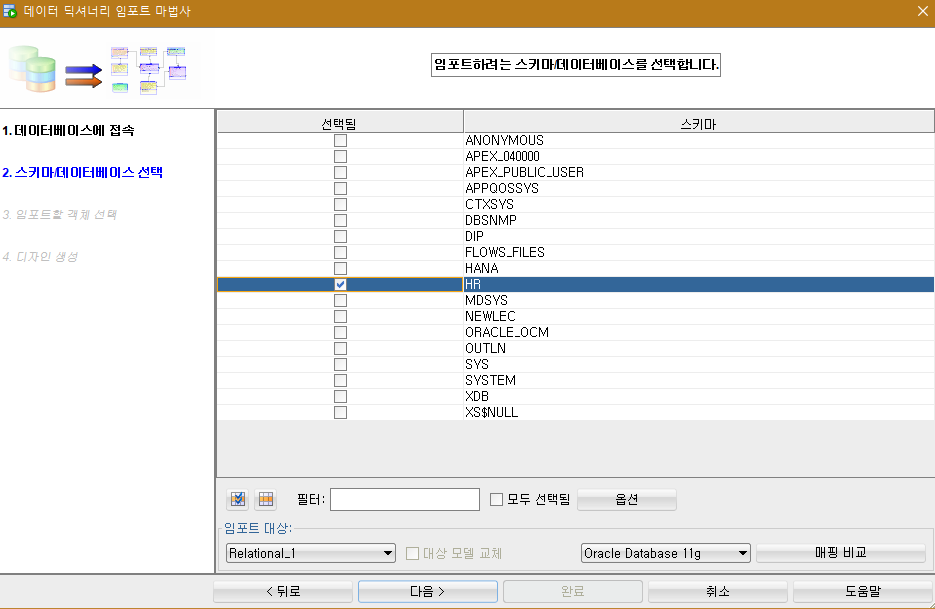 데이터 딕셔너리 임포트 마법사
임포트하려는 스키마/데이터베이스를 선택합니다.
1. 데이터베이스에 접속
2. 스키마/데이터베이스 선택
3. 임포트할 객체 선택
4. 디자인 생성
선택됨 스키마
ANONYMOUS
APEX_040000
APEX_PUBLIC_USER
APPQOSSYS
CTXSYS
DBSNMP
DIP
FLOWS_FILES
HANA
HR
MDSYS
NEWLEC
ORACLE_OCM
OUTLN
SYS
SYSTEM
XDB
XS$NULL
필터: 모두 선택됨 옵션
임포트 대상:
Relational_1 대상 모델 교체 Oracle Database 11g 매핑 비교
< 뒤로 다음 > 완료 취소 도움말